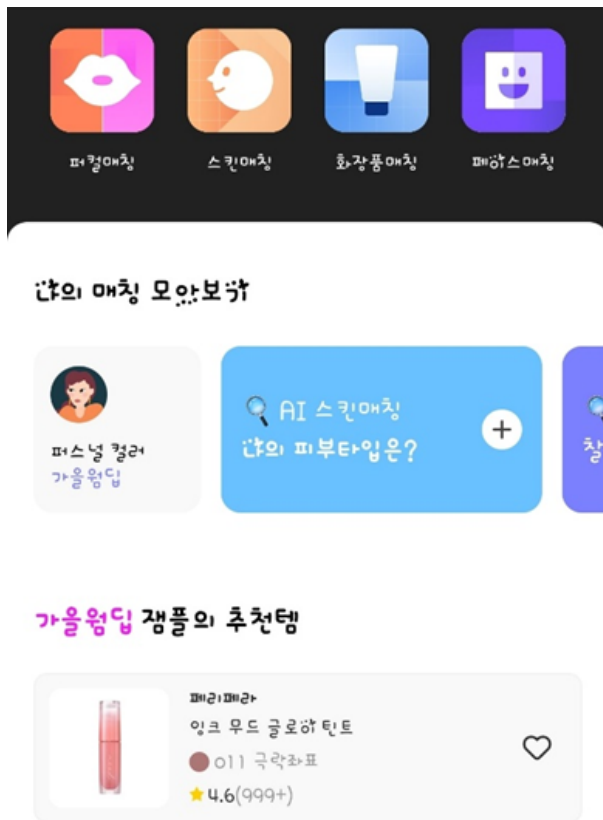 퍼컬매칭 스킨매칭 화장품매칭 페이스매칭
나의 매칭 모아보기
AI 스킨매칭
나의 피부타입은?
찰
퍼스널 컬러
가을웜딥
가을웜딥 잼플의 추천템
페리페라
잉크 무드 글로이 틴트
011 극락좌표
4.6(999+)